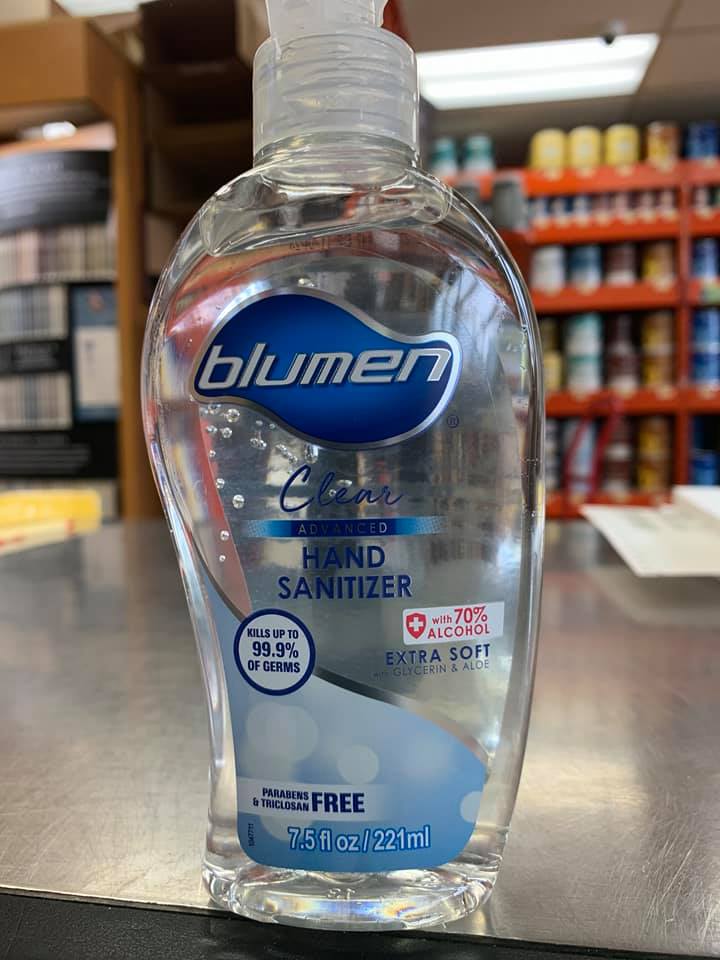 blumen
®
Clear
ADVANCED
HAND
SANITIZER
KILLS UP TO
99.9%
OF GERMS
with 70%
ALCOHOL
EXTRA SOFT
with GLYCERIN & ALOE
PARABENS
& TRICLOSAN FREE
7.5 fl oz / 221ml